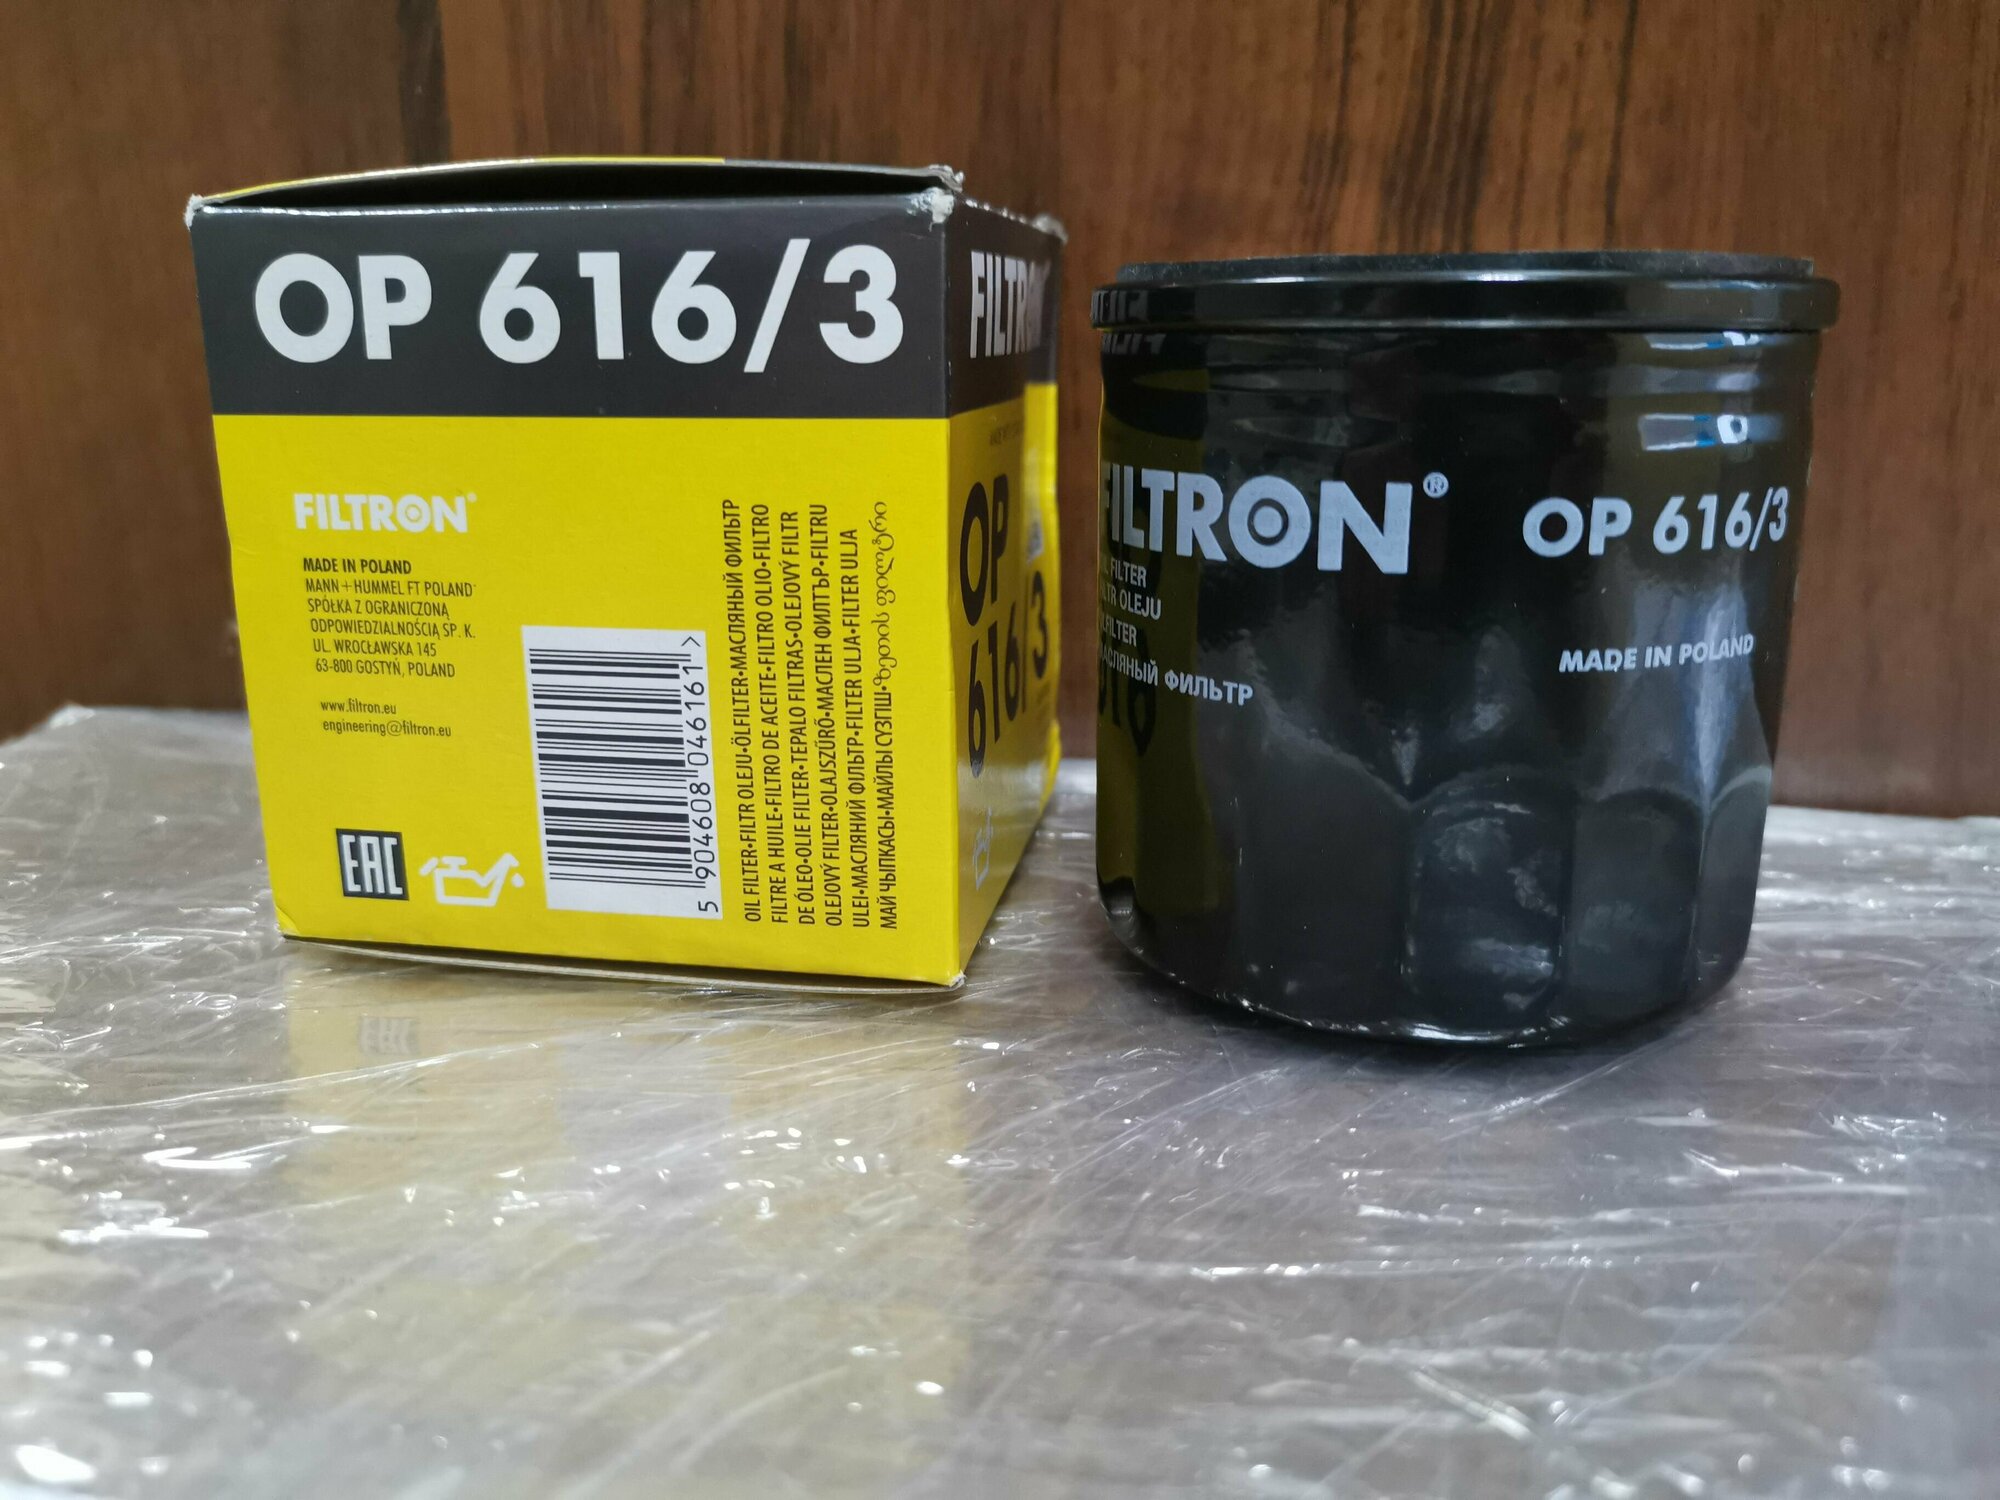 OP 616/3
FILTRON
MADE IN POLAND
MANN+HUMMEL FT POLAND
SPÓŁKA Z OGRANICZONĄ
ODPOWIEDZIALNOŚCIĄ SP. K.
UL. WROCŁAWSKA 145
63-800 GOSTYŃ, POLAND
www.filtron.eu
engineering@filtron.eu
EAC
5 904608 046161 >
OIL FILTER•FILTR OLEJU•ÖLFILTER•МАСЛЯНЫЙ ФИЛЬТР
FILTRE A HUILE•FILTRO DE ACEITE•FILTRO OLIO•FILTRO
DE ÓLEO•OLIE FILTER•TEPALO FILTRAS•OLEJOVÝ FILTR
OLEJOVÝ FILTER•OLAJSZŰRŐ•МАСЛЕН ФИЛТЪР•FILTRU
ULEI•МАСЛЯНИЙ ФІЛЬТР•FILTER ULJA•FILTER ULJA
МАЙ ЧЫПКАСЫ•МАЙЛЫ СҮЗГІШ•ზეთის ფილტრი
FILTRON
OP
616/3
FILTRON®
OP 616/3
FILTER
OLEJU
МАСЛЯНЫЙ ФИЛЬТР
MADE IN POLAND